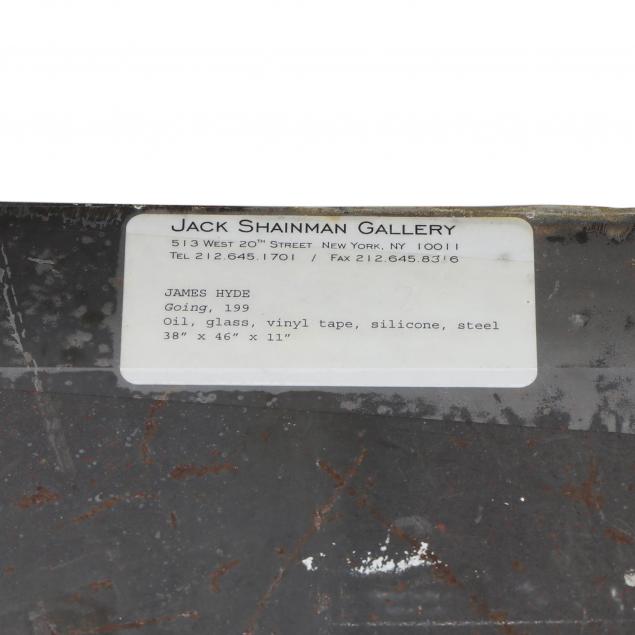 JACK SHAINMAN GALLERY
513 WEST 20TH STREET NEW YORK, NY 10011
TEL 212.645.1701 / FAX 212.645.8316
JAMES HYDE
Going, 199
Oil, glass, vinyl tape, silicone, steel
38" x 46" x 11"